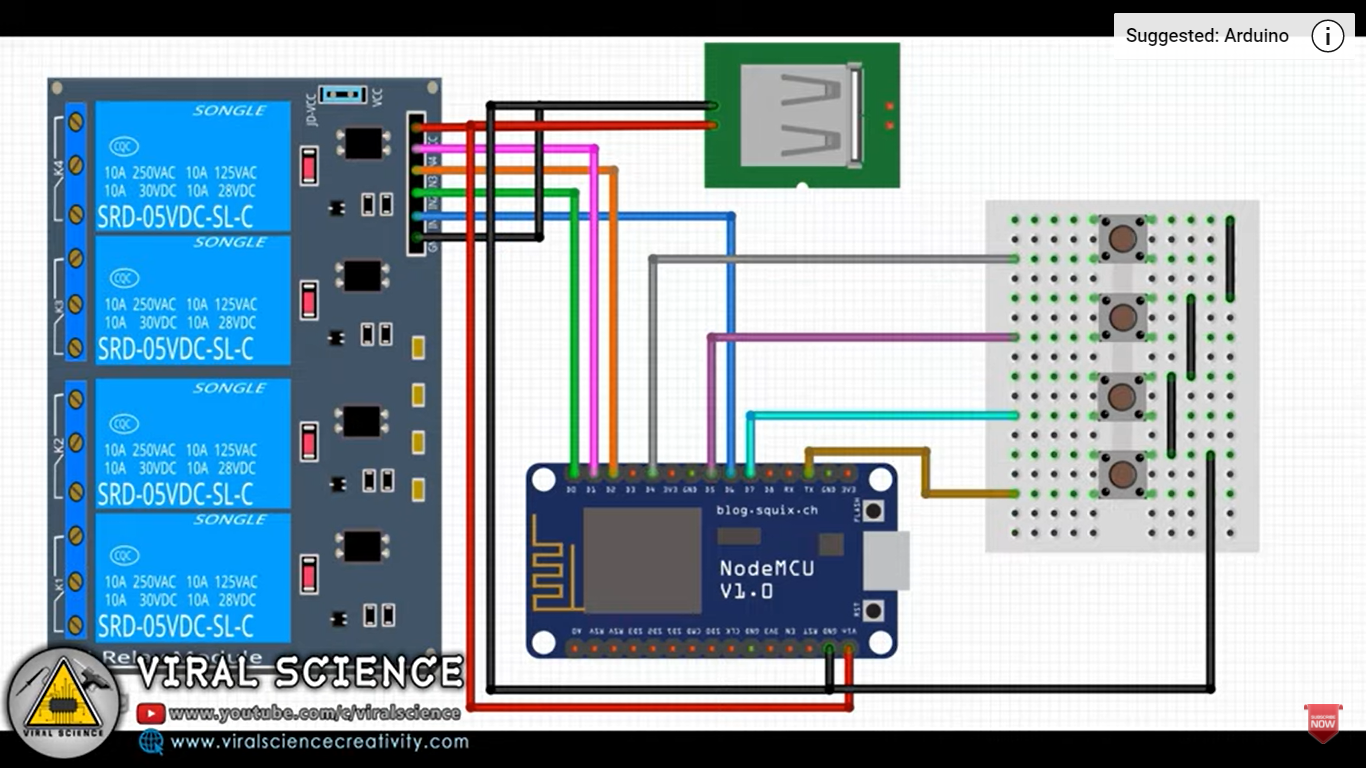 Suggested: Arduino
JD-VCC
VCC
K4
SONGLE
CQC
10A 250VAC 10A 125VAC
10A 30VDC 10A 28VDC
SRD-05VDC-SL-C
K3
SONGLE
CQC
10A 250VAC 10A 125VAC
10A 30VDC 10A 28VDC
SRD-05VDC-SL-C
K2
SONGLE
CQC
10A 250VAC 10A 125VAC
10A 30VDC 10A 28VDC
SRD-05VDC-SL-C
K1
SONGLE
CQC
10A 250VAC 10A 125VAC
10A 30VDC 10A 28VDC
SRD-05VDC-SL-C
Relay Module
D0 D1 D2 D3 D4 3V3 GND D5 D6 D7 D8 RX TX GND 3V3
blog.squix.ch
FLASH
NodeMCU
V1.0
RST
A0 RSV RSV SD3 SD2 SD1 CMD SD0 CLK GND 3V3 EN RST GND Vin
VIRAL SCIENCE
www.youtube.com/c/viralscience
VIRAL SCIENCE
www.viralsciencecreativity.com
SUBSCRIBE
NOW